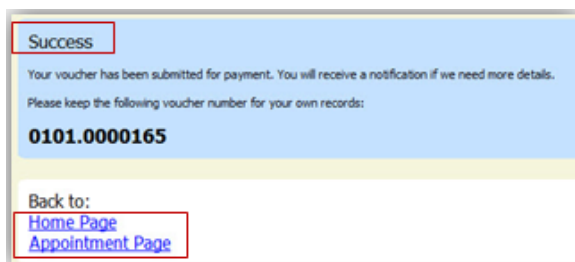 Success
Your voucher has been submitted for payment. You will receive a notification if we need more details.
Please keep the following voucher number for your own records:
0101.0000165
Back to:
Home Page
Appointment Page